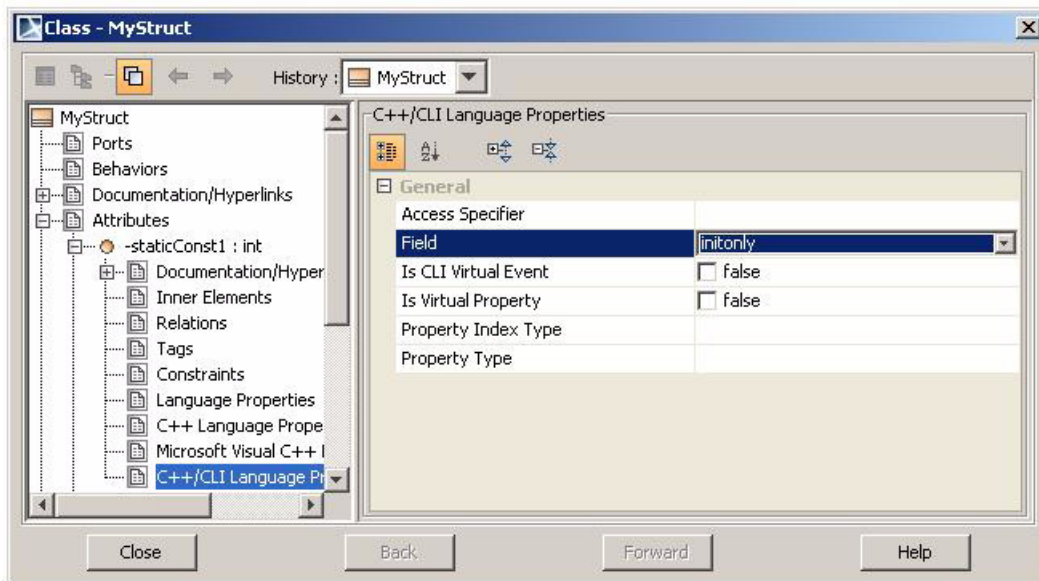 Class - MyStruct
History : MyStruct
MyStruct
Ports
Behaviors
Documentation/Hyperlinks
Attributes
-staticConst1 : int
Documentation/Hyper
Inner Elements
Relations
Tags
Constraints
Language Properties
C++ Language Prope
Microsoft Visual C++
C++/CLI Language Pr
C++/CLI Language Properties
General
Access Specifier
Field initonly
Is CLI Virtual Event false
Is Virtual Property false
Property Index Type
Property Type
Close Back Forward Help